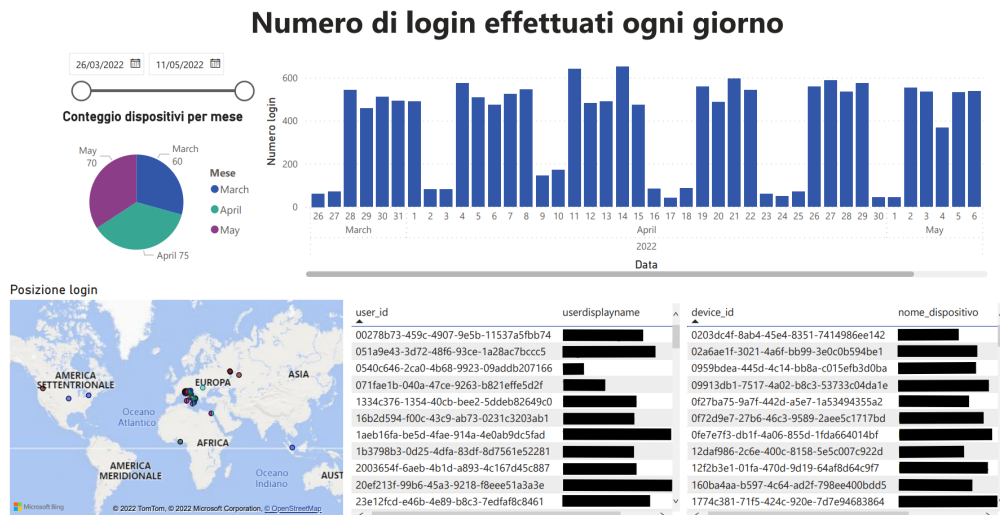 Numero di login effettuati ogni giorno
26/03/2022 11/05/2022
Conteggio dispositivi per mese
May
70
March
60
April 75
Mese
March
April
May
Numero login
600
400
200
0
26 27 28 29 30 31 1 2 3 4 5 6 7 8 9 10 11 12 13 14 15 16 17 18 19 20 21 22 23 24 25 26 27 28 29 30 1 2 3 4 5 6
March April May
2022
Data
Posizione login
AMERICA
SETTENTRIONALE
EUROPA
ASIA
Oceano
Atlantico
AFRICA
AMERICA
MERIDIONALE
Oceano
Indiano
AUST
Microsoft Bing
© 2022 TomTom, © 2022 Microsoft Corporation, © OpenStreetMap
user_id userdisplayname
00278b73-459c-4907-9e5b-11537a5fbb74
051a9e43-3d72-48f6-93ce-1a28ac7bccc5
0540c646-2ca0-4b68-9923-09addb207166
071fae1b-040a-47ce-9263-b821effe5d2f
1334c376-1354-40cb-bee2-5ddeb82649c0
16b2d594-f00c-43c9-ab73-0231c3203ab1
1aeb16fa-be5d-4fae-914a-4e0ab9dc5fad
1b3798b3-0d25-4dfa-83df-8d7561e52281
2003654f-6aeb-4b1d-a893-4c167d45c887
20ef213f-99b6-45a3-9218-f8eee51a3a3e
23e12fcd-e46b-4e89-b8c3-7edfaf8c8461
device_id nome_dispositivo
0203dc4f-8ab4-45e4-8351-7414986ee142
02a6ae1f-3021-4a6f-bb99-3e0c0b594be1
0959bdea-445d-4c14-bb8a-c015efb3d0ba
09913db1-7517-4a02-b8c3-53733c04da1e
0f27ba75-9a7f-442d-a5e7-1a53494355a2
0f72d9e7-27b6-46c3-9589-2aee5c1717bd
0fe7e7f3-db1f-4a06-855d-1fda664014bf
12daf986-2c6e-400c-8158-5e5c007c922d
12f2b3e1-01fa-470d-9d19-64af8d64c9f7
160ba4aa-b597-4c64-ad2f-798ee400bdd5
1774c381-71f5-424c-920e-7d7e94683864